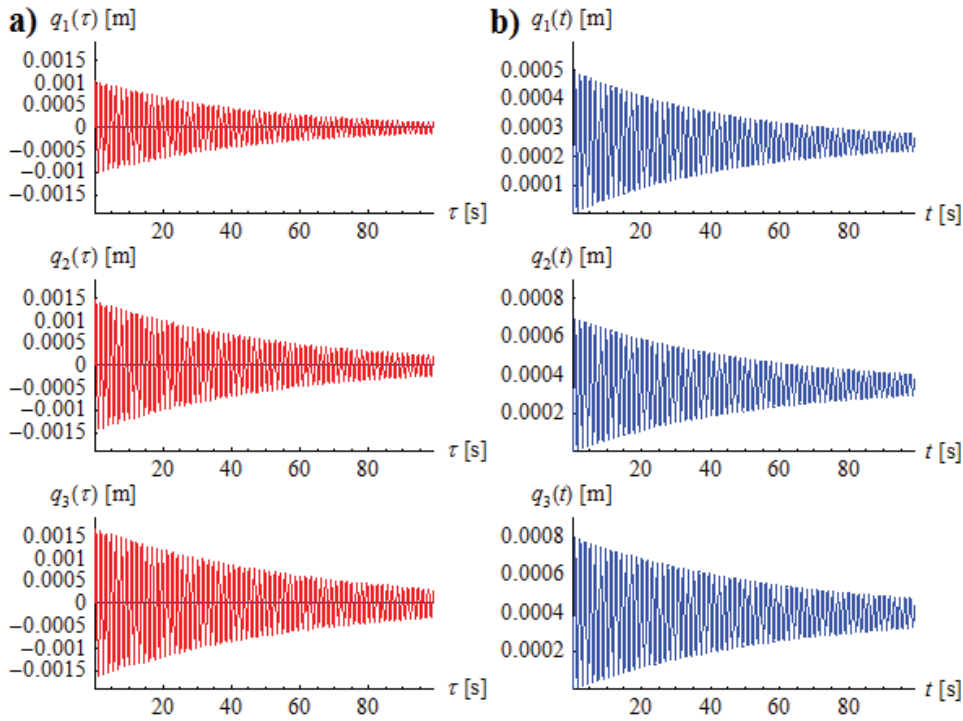 a) q₁(τ) [m]
0.0015
0.001
0.0005
0
−0.0005
−0.001
−0.0015
20 40 60 80
τ [s]
q₂(τ) [m]
0.0015
0.001
0.0005
0
−0.0005
−0.001
−0.0015
20 40 60 80
τ [s]
q₃(τ) [m]
0.0015
0.001
0.0005
0
−0.0005
−0.001
−0.0015
20 40 60 80
τ [s]
b) q₁(t) [m]
0.0005
0.0004
0.0003
0.0002
0.0001
20 40 60 80
t [s]
q₂(t) [m]
0.0008
0.0006
0.0004
0.0002
20 40 60 80
t [s]
q₃(t) [m]
0.0008
0.0006
0.0004
0.0002
20 40 60 80
t [s]